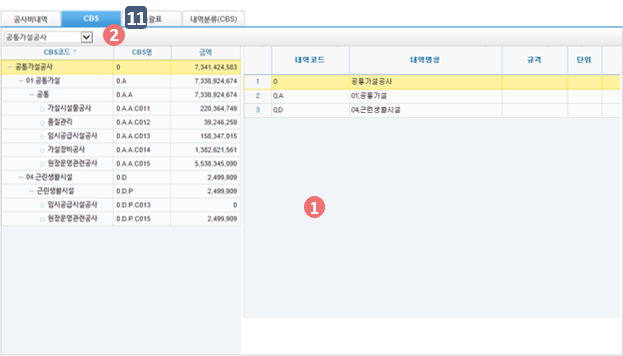 공사비내역 CBS 11 괄표 내역분류(CBS)
공통가설공사 2
CBS코드 CBS명 금액 내역코드 내역명칭 규격 단위
공통가설공사 0 7,341,424,583 1 0 공통가설공사
01.공통가설 0.A 7,338,924,674 2 0.A 01.공통가설
공통 0.A.A 7,338,924,674 3 0.D 04.근린생활시설
가설시설물공사 0.A.A.C011 220,364,749
품질관리 0.A.A.C012 39,246,259
임시공급시설공사 0.A.A.C013 158,347,015
가설장비공사 0.A.A.C014 1,382,621,561
현장운영관련공사 0.A.A.C015 5,538,345,090
04.근린생활시설 0.D 2,499,909
근린생활시설 0.D.P 2,499,909
임시공급시설공사 0.D.P.C013 0
현장운영관련공사 0.D.P.C015 2,499,909
1